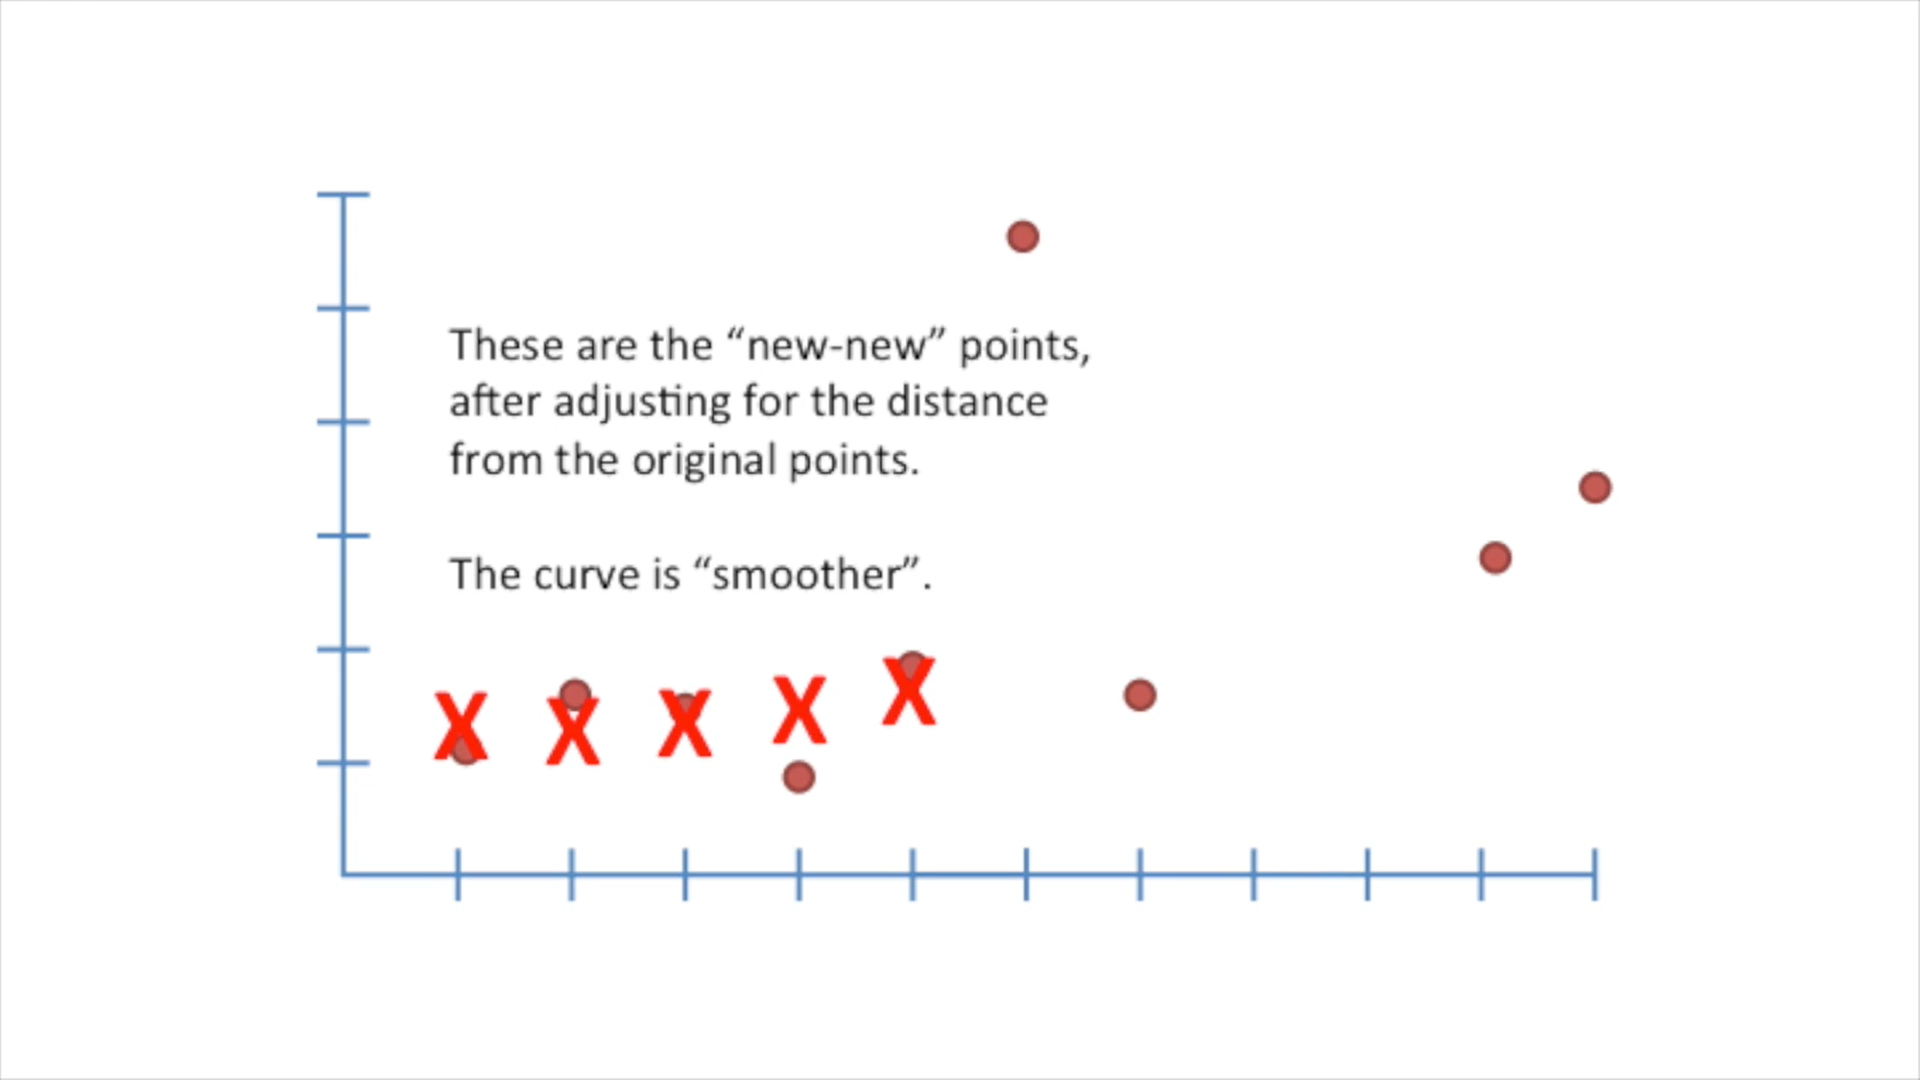 These are the “new-new” points,
after adjusting for the distance
from the original points.
The curve is “smoother”.
X X X X X